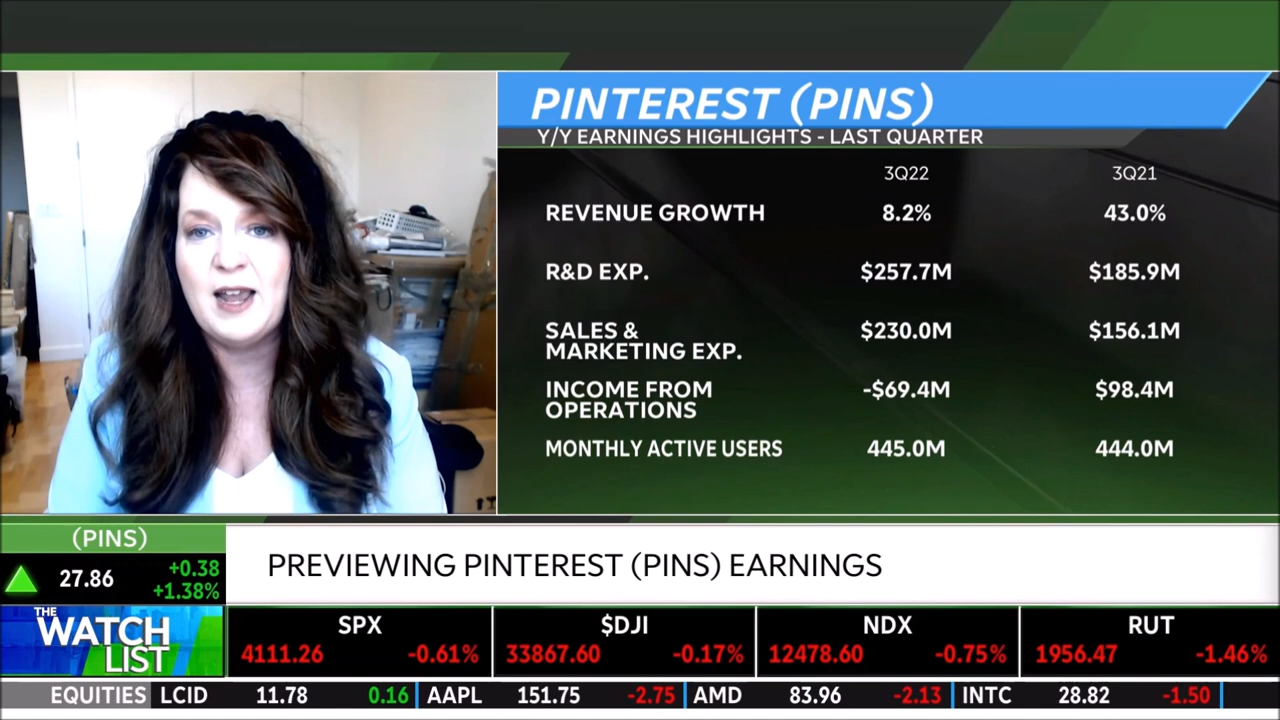 PINTEREST (PINS)
Y/Y EARNINGS HIGHLIGHTS - LAST QUARTER
3Q22 3Q21
REVENUE GROWTH 8.2% 43.0%
R&D EXP. $257.7M $185.9M
SALES & MARKETING EXP. $230.0M $156.1M
INCOME FROM OPERATIONS -$69.4M $98.4M
MONTHLY ACTIVE USERS 445.0M 444.0M
(PINS)
27.86 +0.38 +1.38%
PREVIEWING PINTEREST (PINS) EARNINGS
THE WATCH LIST
SPX $DJI NDX RUT
4111.26 -0.61% 33867.60 -0.17% 12478.60 -0.75% 1956.47 -1.46%
EQUITIES LCID 11.78 0.16 AAPL 151.75 -2.75 AMD 83.96 -2.13 INTC 28.82 -1.50